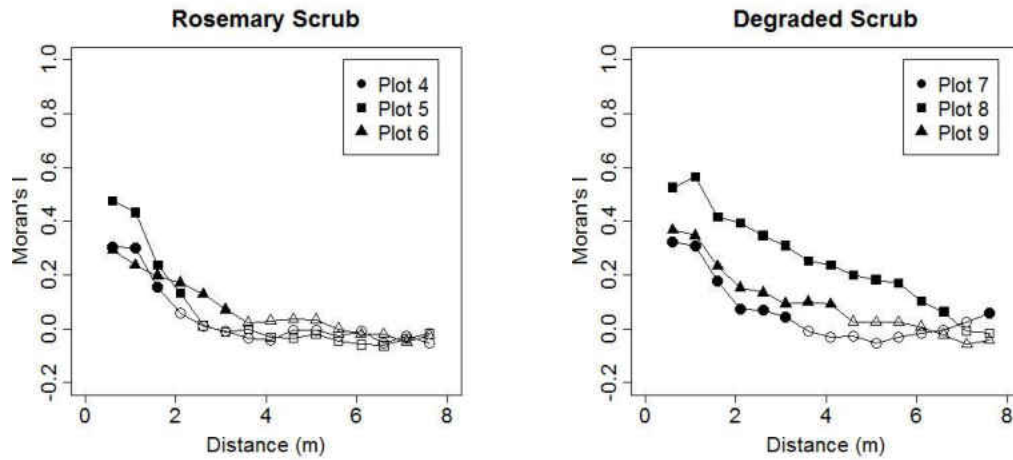 Rosemary Scrub
Moran's I
1.0
0.8
0.6
0.4
0.2
0.0
-0.2
Plot 4
Plot 5
Plot 6
0 2 4 6 8
Distance (m)
Degraded Scrub
Moran's I
1.0
0.8
0.6
0.4
0.2
0.0
-0.2
Plot 7
Plot 8
Plot 9
0 2 4 6 8
Distance (m)